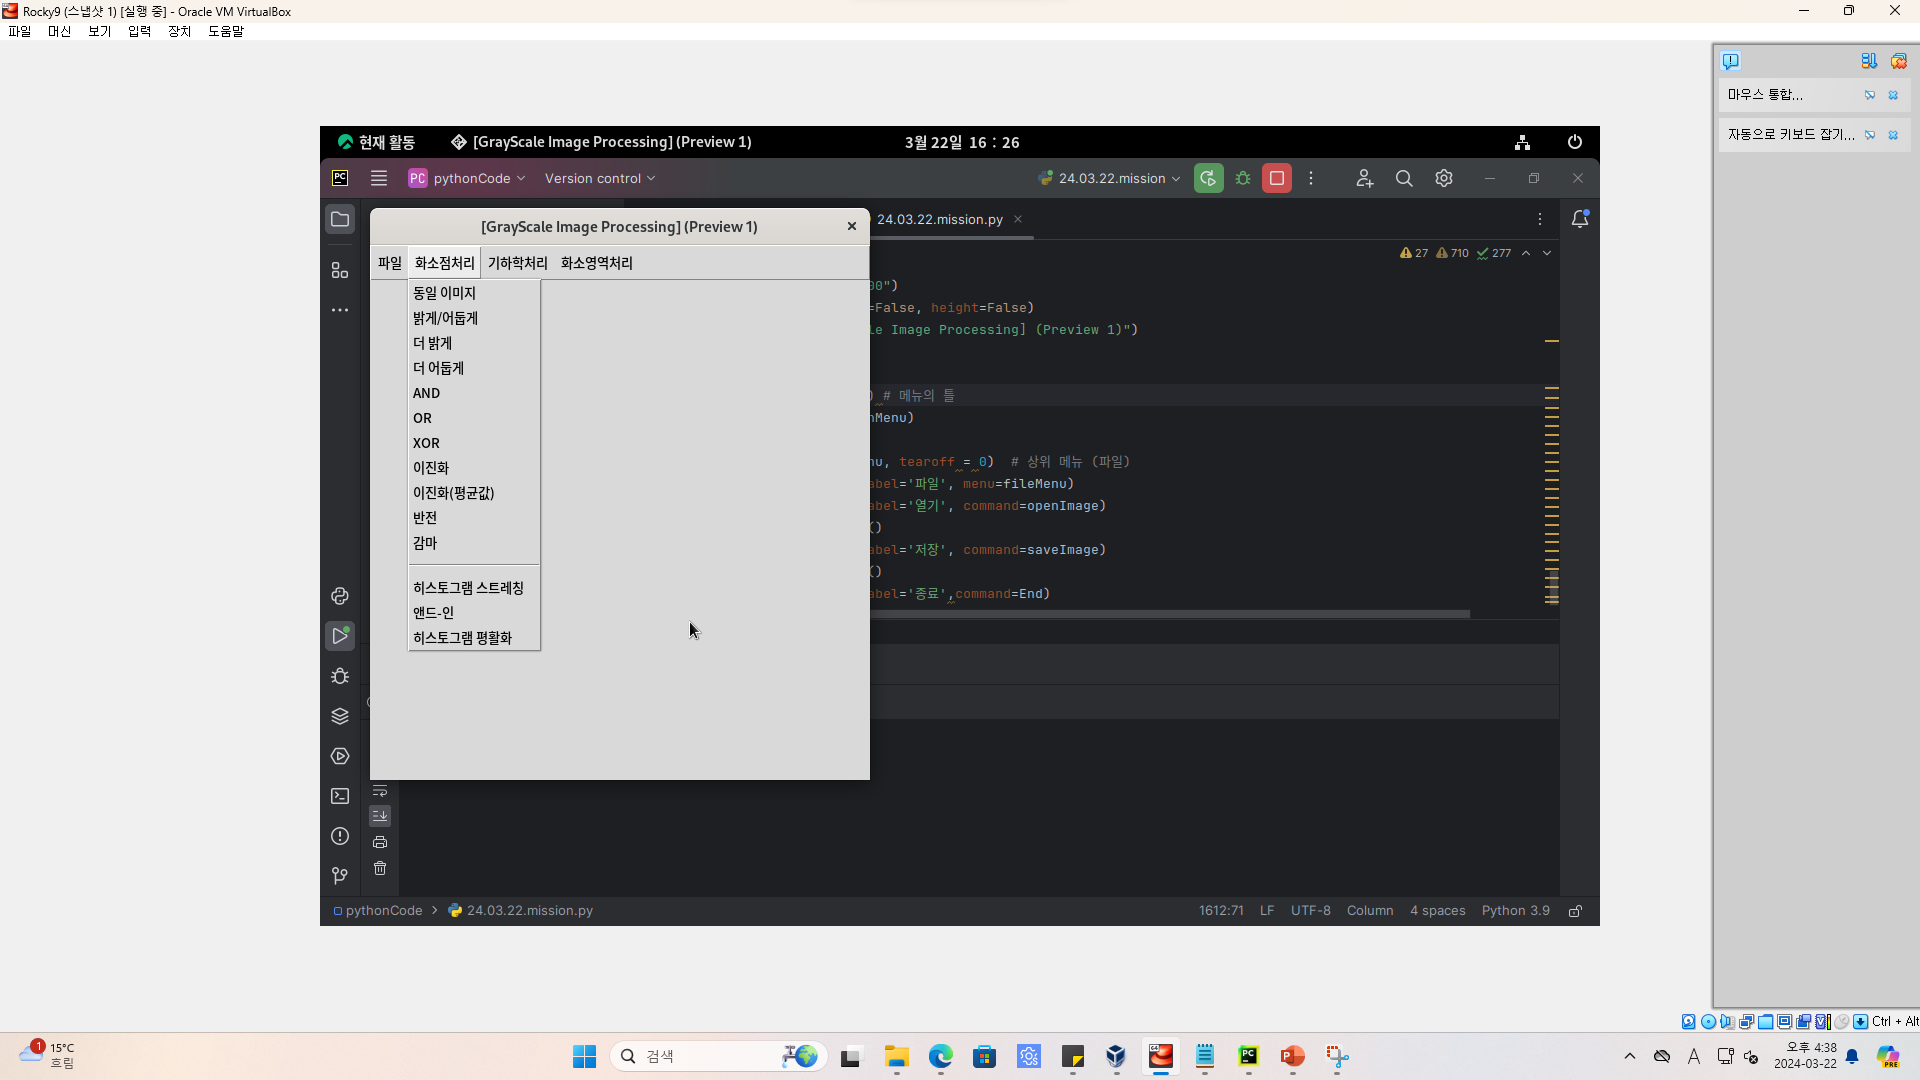 Rocky9 (스냅샷 1) [실행 중] - Oracle VM VirtualBox
파일 머신 보기 입력 장치 도움말
마우스 통합...
자동으로 키보드 잡기...
현재 활동 [GrayScale Image Processing] (Preview 1) 3월 22일 16 : 26
PC PC pythonCode Version control 24.03.22.mission
[GrayScale Image Processing] (Preview 1)
24.03.22.mission.py
27 710 277
파일 화소점처리 기하학처리 화소영역처리
동일 이미지
밝게/어둡게
더 밝게
더 어둡게
AND
OR
XOR
이진화
이진화(평균값)
반전
감마
히스토그램 스트레칭
앤드-인
히스토그램 평활화
00")
=False, height=False)
le Image Processing] (Preview 1)")
) # 메뉴의 틀
nMenu)
nu, tearoff = 0) # 상위 메뉴 (파일)
abel='파일', menu=fileMenu)
abel='열기', command=openImage)
()
abel='저장', command=saveImage)
()
abel='종료',command=End)
pythonCode > 24.03.22.mission.py
1612:71 LF UTF-8 Column 4 spaces Python 3.9
Ctrl + Alt
1
15°C
흐림
검색
64
PC
PRE
A
오후 4:38
2024-03-22